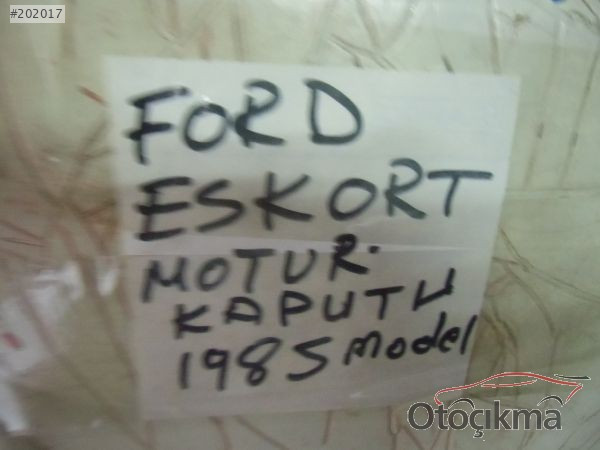 #202017
FORD
ESKORT
MOTUR.
KAPUTU
1985 model
Otoçıkma